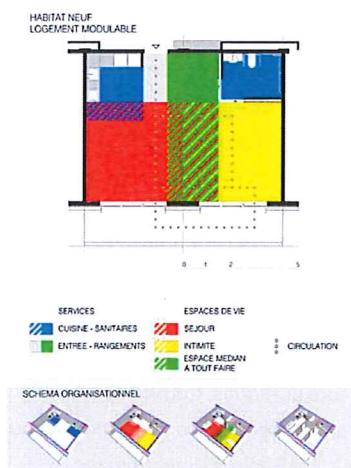 HABITAT NEUF
LOGEMENT MODULABLE
0 1 2 5
SERVICES
ESPACES DE VIE
CUISINE - SANITAIRES
SEJOUR
ENTREE - RANGEMENTS
INTIMITE
ESPACE MEDIAN
A TOUT FAIRE
CIRCULATION
SCHEMA ORGANISATIONNEL